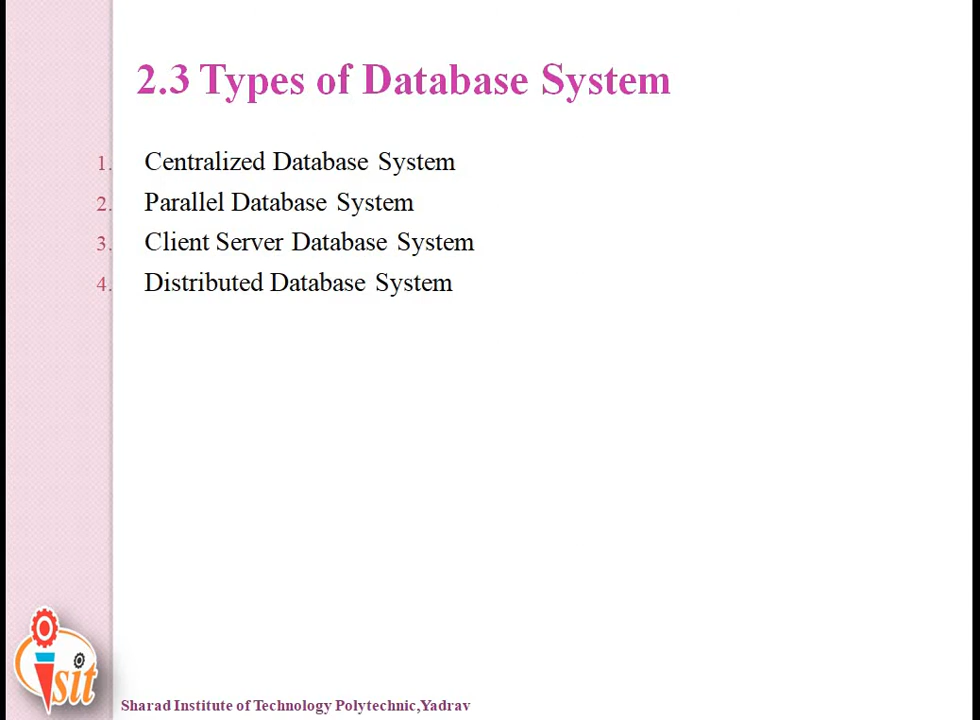 2.3 Types of Database System
1. Centralized Database System
2. Parallel Database System
3. Client Server Database System
4. Distributed Database System
sit
Sharad Institute of Technology Polytechnic,Yadrav